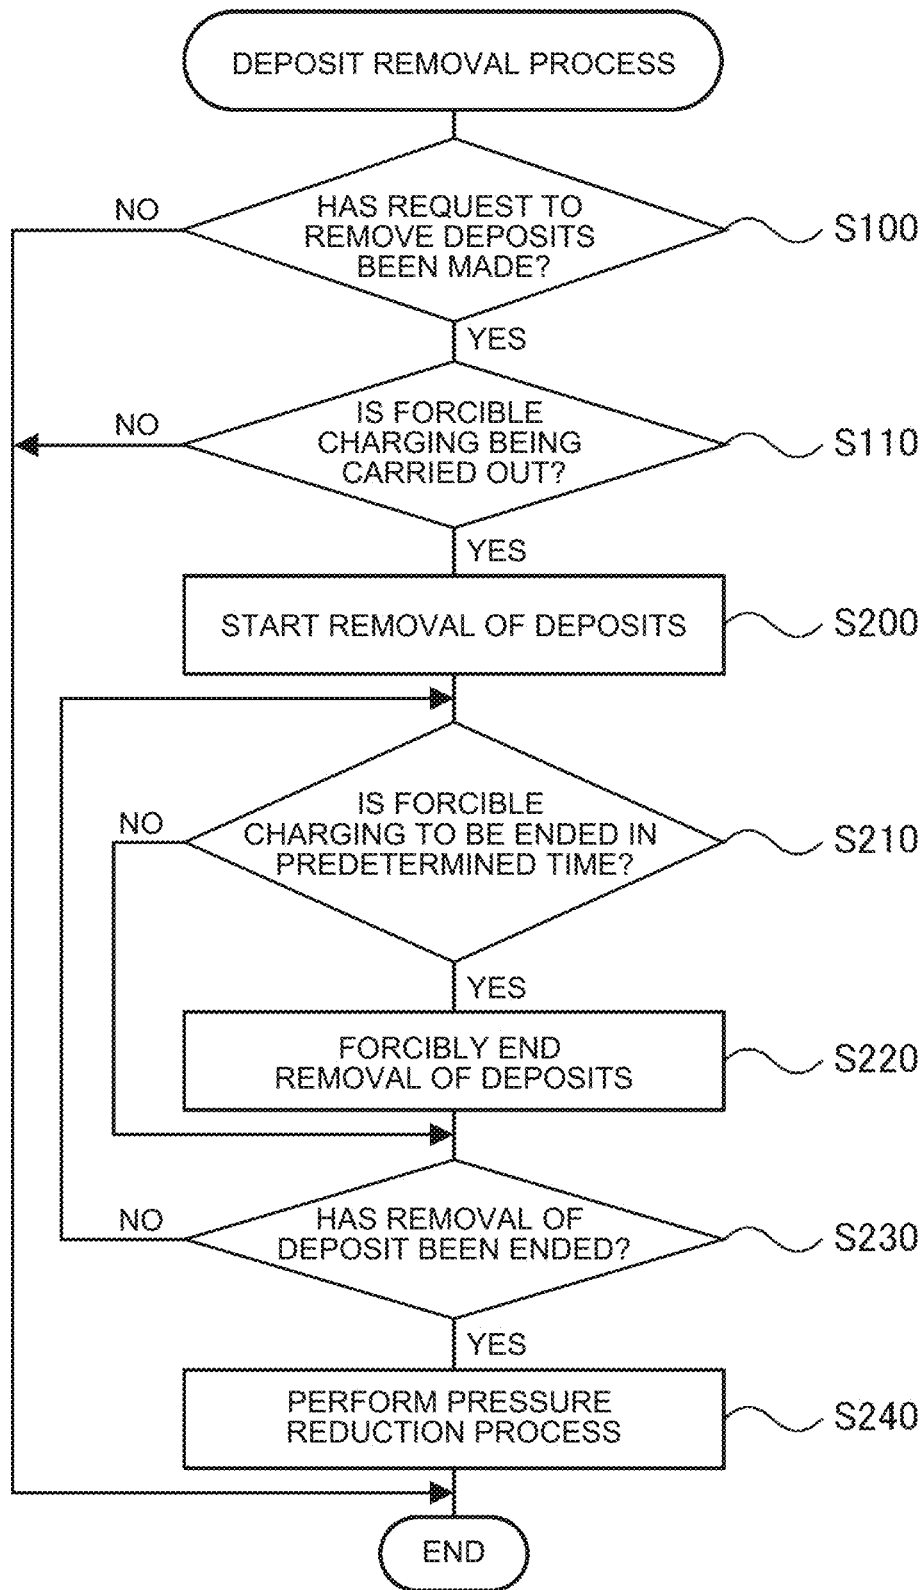 DEPOSIT REMOVAL PROCESS
NO
HAS REQUEST TO
REMOVE DEPOSITS
BEEN MADE?
S100
YES
NO
IS FORCIBLE
CHARGING BEING
CARRIED OUT?
S110
YES
START REMOVAL OF DEPOSITS
S200
NO
IS FORCIBLE
CHARGING TO BE ENDED IN
PREDETERMINED TIME?
S210
YES
FORCIBLY END
REMOVAL OF DEPOSITS
S220
NO
HAS REMOVAL OF
DEPOSIT BEEN ENDED?
S230
YES
PERFORM PRESSURE
REDUCTION PROCESS
S240
END